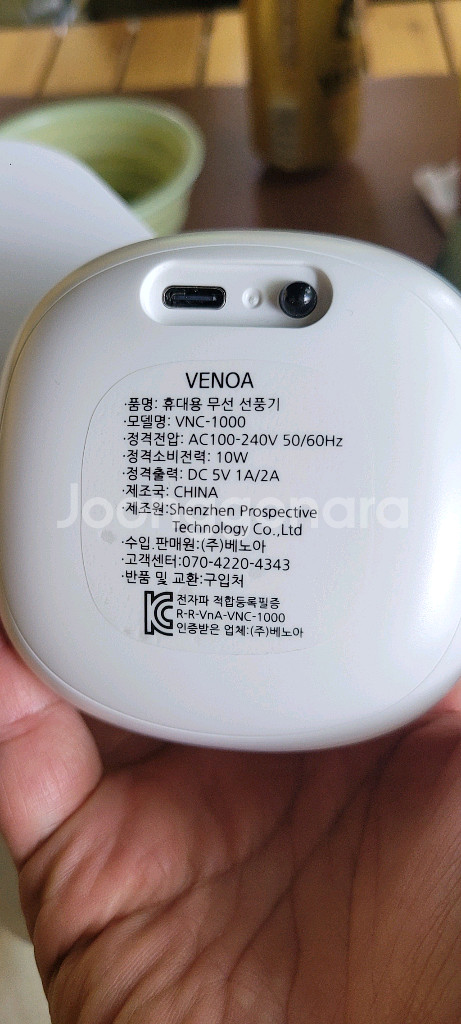 VENOA
·품명: 휴대용 무선 선풍기
·모델명: VNC-1000
·정격전압: AC100-240V 50/60Hz
·정격소비전력: 10W
·정격출력: DC 5V 1A/2A
·제조국: CHINA
·제조원:Shenzhen Prospective
Technology Co.,Ltd
·수입.판매원:(주)베노아
·고객센터:070-4220-4343
·반품 및 교환:구입처
전자파 적합등록필증
R-R-VnA-VNC-1000
인증받은 업체:(주)베노아
Joonggonara